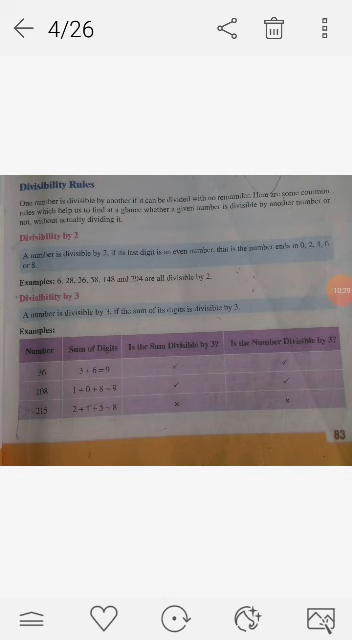 4/26
Divisibility Rules
One number is divisible by another if it can be divided with no remainder. Here are some common
rules which help us to find at a glance whether a given number is divisible by another number or
not, without actually dividing it.
Divisibility by 2
A number is divisible by 2, if its last digit is an even number, that is the number ends in 0, 2, 4, 6
or 8.
Examples: 6, 28, 36, 58, 148 and 294 are all divisible by 2.
Divisibility by 3
A number is divisible by 3, if the sum of its digits is divisible by 3.
Examples:
Number Sum of Digits Is the Sum Divisible by 3? Is the Number Divisible by 3?
36 3 + 6 = 9 ✓ ✓
108 1 + 0 + 8 = 9 ✓ ✓
215 2 + 1 + 5 = 8 × ×
83